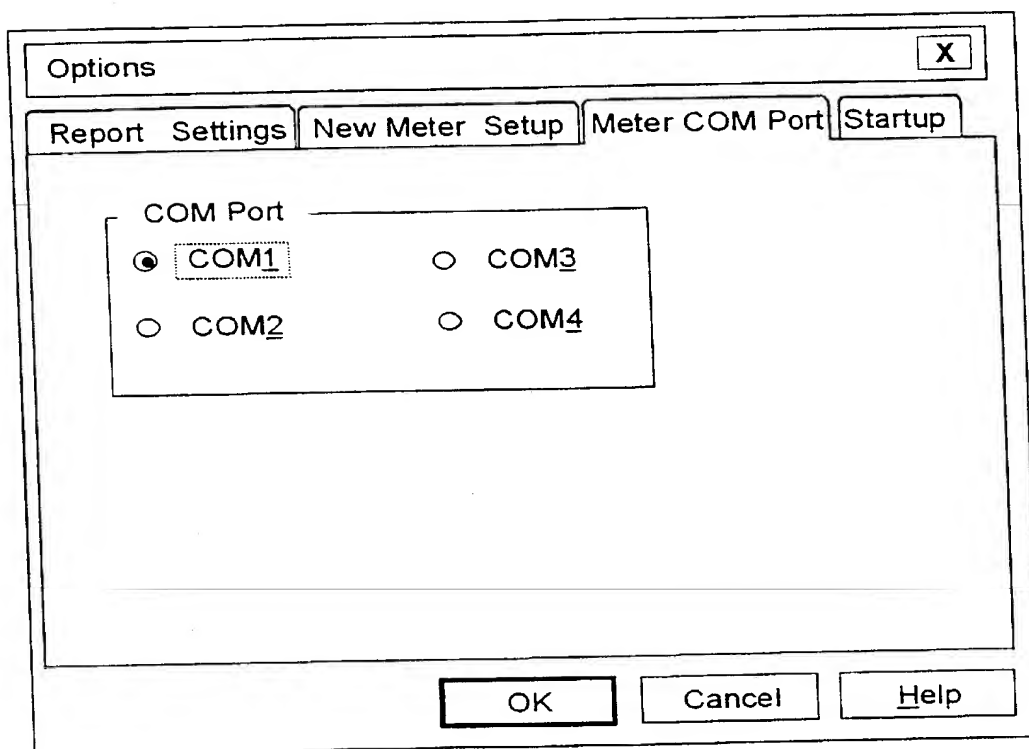 Options X
Report Settings New Meter Setup Meter COM Port Startup
COM Port
COM1 COM3
COM2 COM4
OK Cancel Help